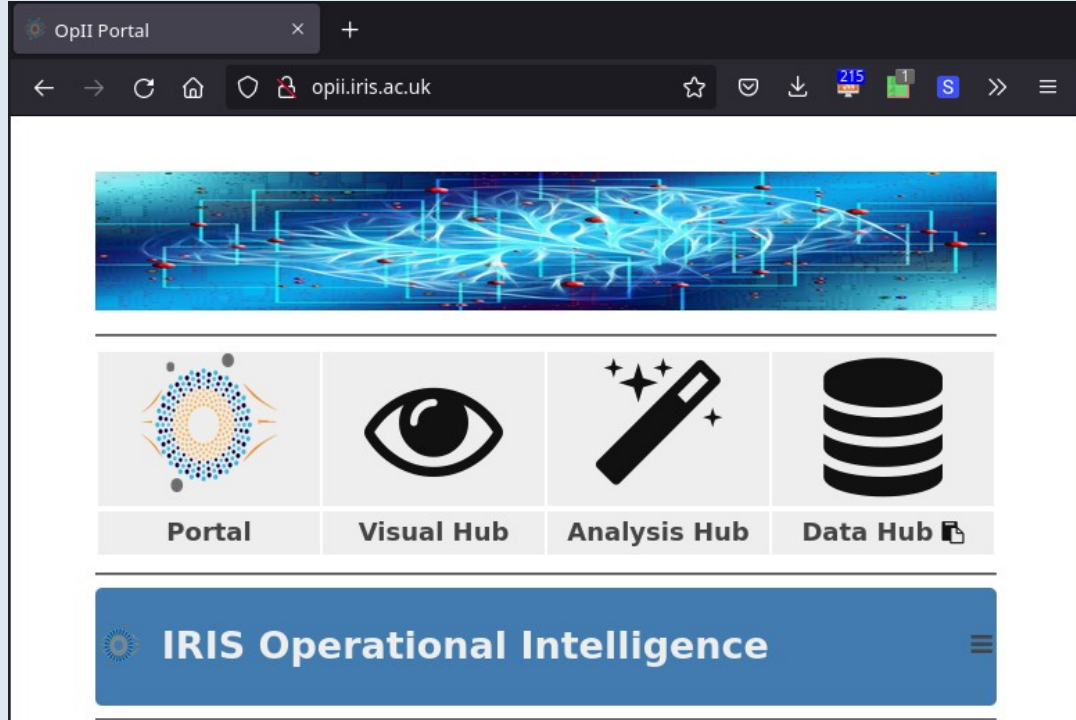 OpII Portal
opii.iris.ac.uk
215
1
S
Portal
Visual Hub
Analysis Hub
Data Hub
IRIS Operational Intelligence